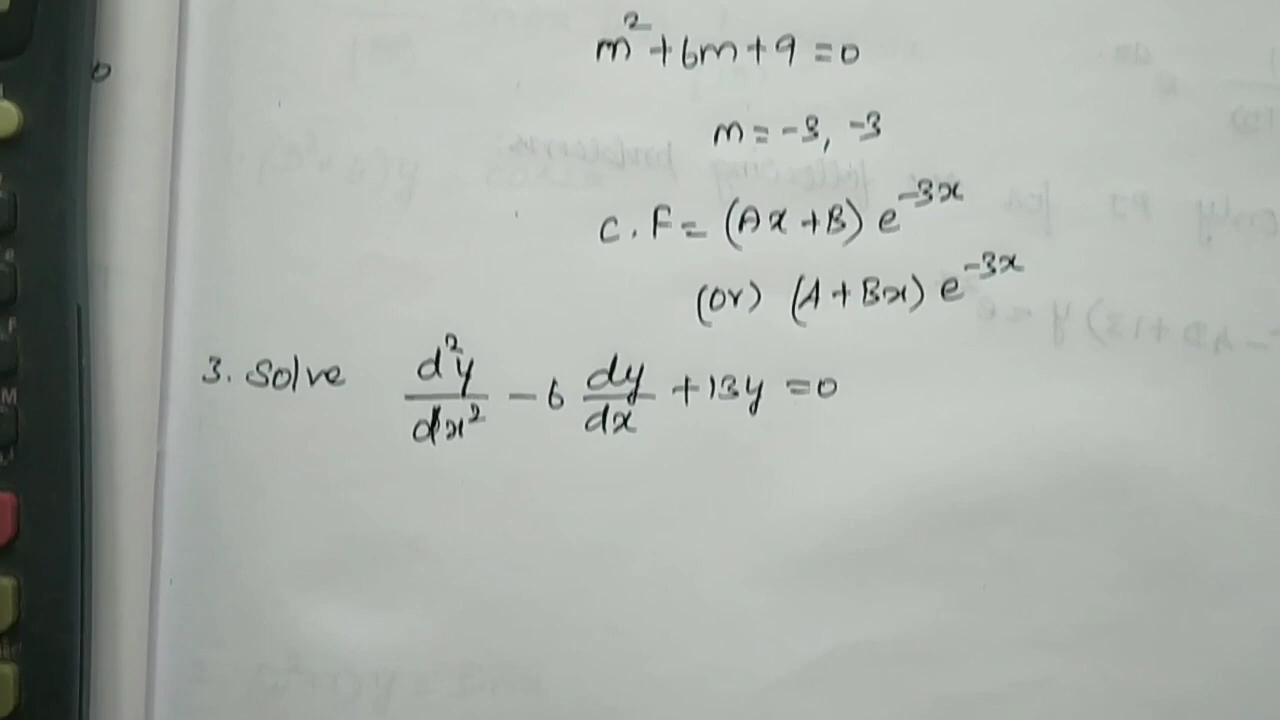 m² + 6m + 9 = 0
m = -3, -3
C.F = (Ax + B) e^{-3x}
(or) (A + Bx) e^{-3x}
3. Solve d²y/dx² - 6 dy/dx + 13y = 0